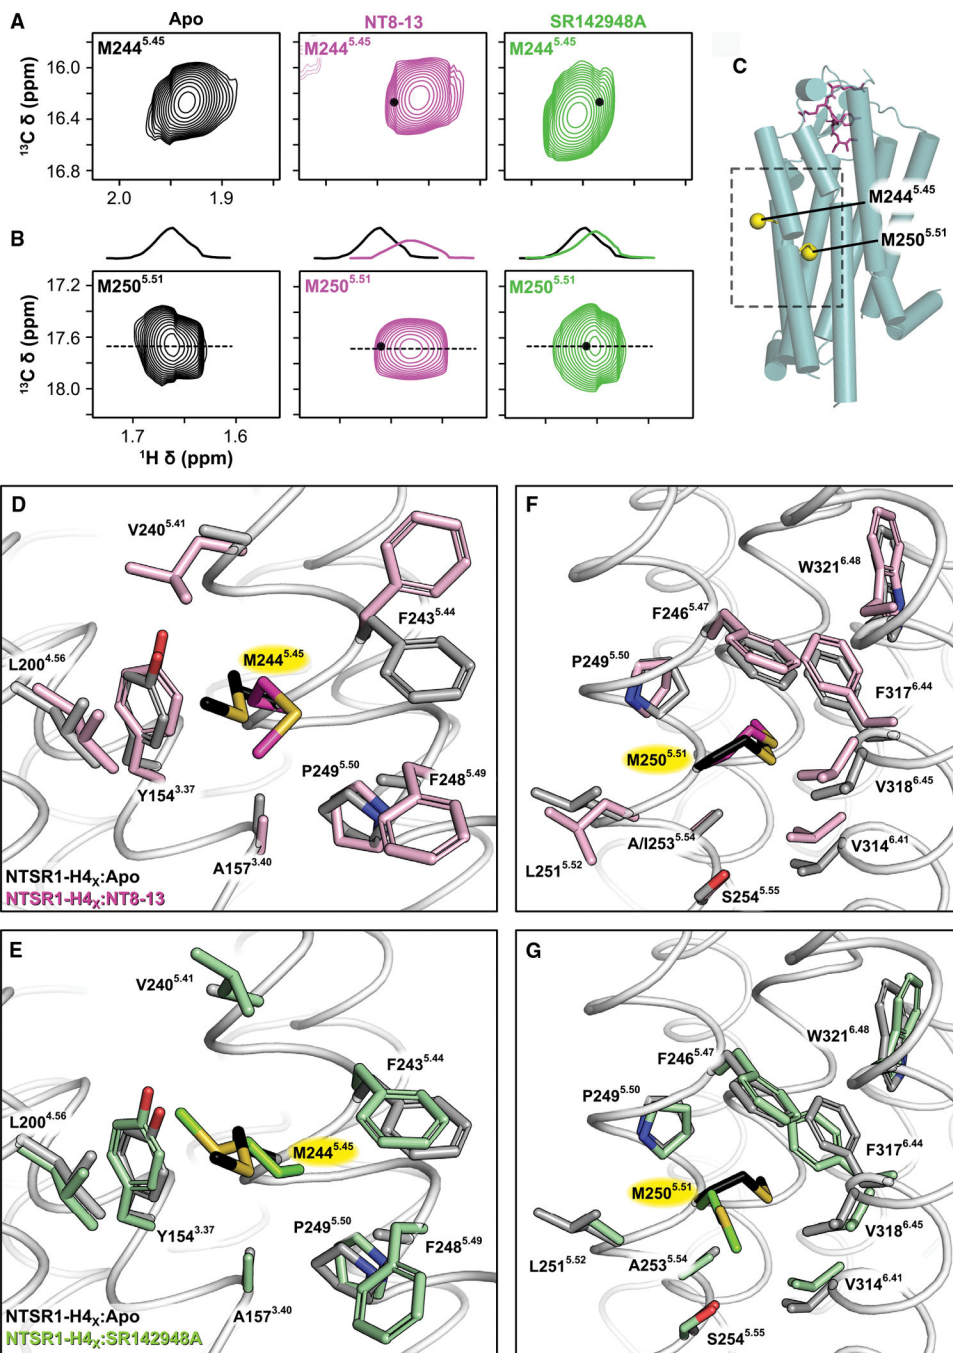 A
Apo
NT8-13
SR142948A
M244^5.45
M244^5.45
M244^5.45
16.0
16.4
16.8
¹³C δ (ppm)
2.0
1.9
B
M250^5.51
M250^5.51
M250^5.51
17.2
17.6
18.0
¹³C δ (ppm)
1.7
1.6
¹H δ (ppm)
C
M244^5.45
M250^5.51
D
V240^5.41
F243^5.44
L200^4.56
M244^5.45
Y154^3.37
P249^5.50
F248^5.49
A157^3.40
NTSR1-H4ₓ:Apo
NTSR1-H4ₓ:NT8-13
F
W321^6.48
F246^5.47
P249^5.50
F317^6.44
M250^5.51
V318^6.45
A/I253^5.54
V314^6.41
L251^5.52
S254^5.55
E
V240^5.41
F243^5.44
L200^4.56
M244^5.45
Y154^3.37
P249^5.50
F248^5.49
A157^3.40
NTSR1-H4ₓ:Apo
NTSR1-H4ₓ:SR142948A
G
W321^6.48
F246^5.47
P249^5.50
F317^6.44
M250^5.51
V318^6.45
L251^5.52
A253^5.54
V314^6.41
S254^5.55